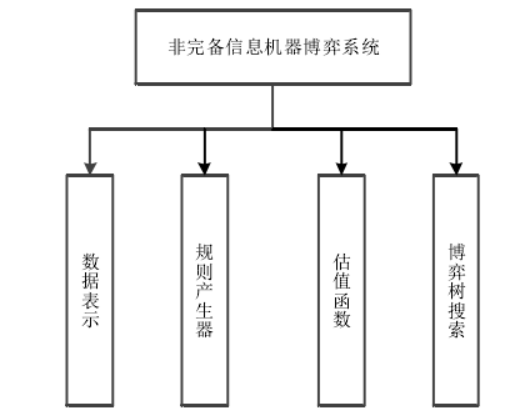 非完备信息机器博弈系统
数据表示
规则产生器
估值函数
博弈树搜索